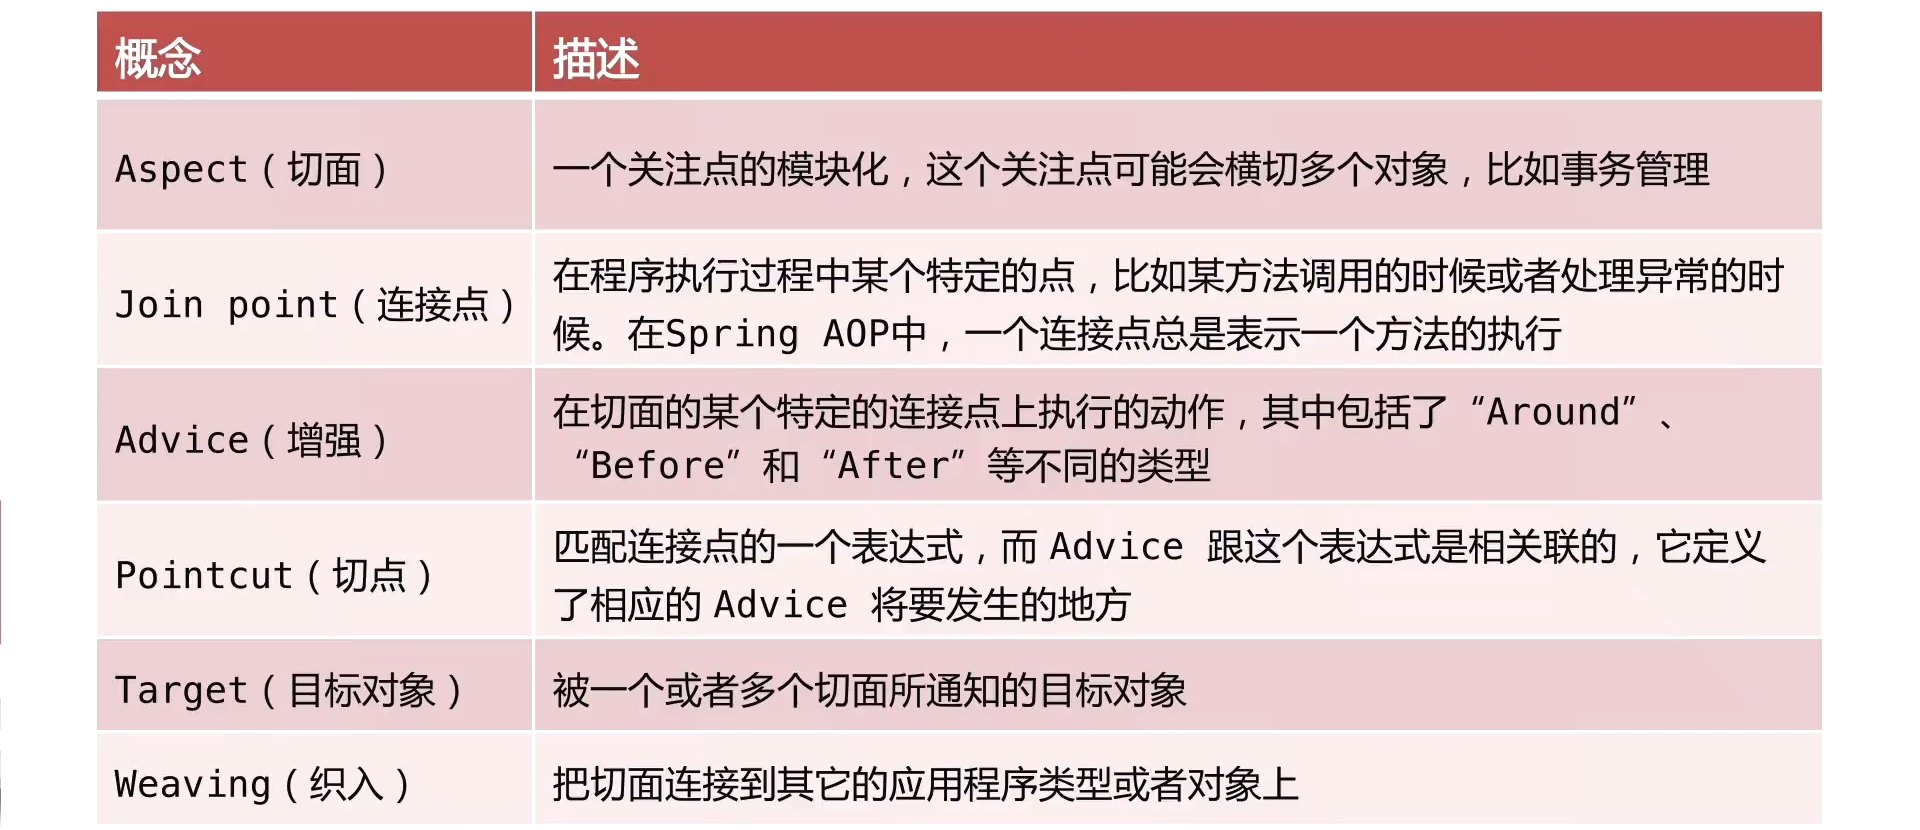 概念
描述
Aspect（切面）
一个关注点的模块化，这个关注点可能会横切多个对象，比如事务管理
Join point（连接点）
在程序执行过程中某个特定的点，比如某方法调用的时候或者处理异常的时
候。在Spring AOP中，一个连接点总是表示一个方法的执行
Advice（增强）
在切面的某个特定的连接点上执行的动作，其中包括了“Around”、
“Before”和“After”等不同的类型
Pointcut（切点）
匹配连接点的一个表达式，而 Advice 跟这个表达式是相关联的，它定义
了相应的 Advice 将要发生的地方
Target（目标对象）
被一个或者多个切面所通知的目标对象
Weaving（织入）
把切面连接到其它的应用程序类型或者对象上